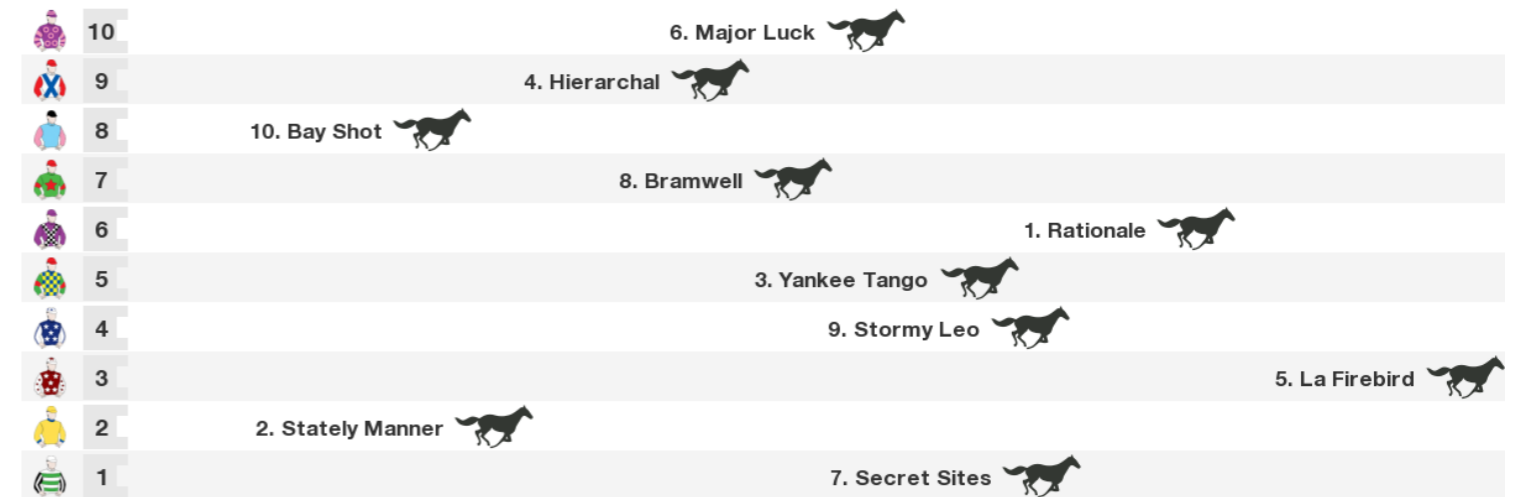 10 6. Major Luck
9 4. Hierarchal
8 10. Bay Shot
7 8. Bramwell
6 1. Rationale
5 3. Yankee Tango
4 9. Stormy Leo
3 5. La Firebird
2 2. Stately Manner
1 7. Secret Sites